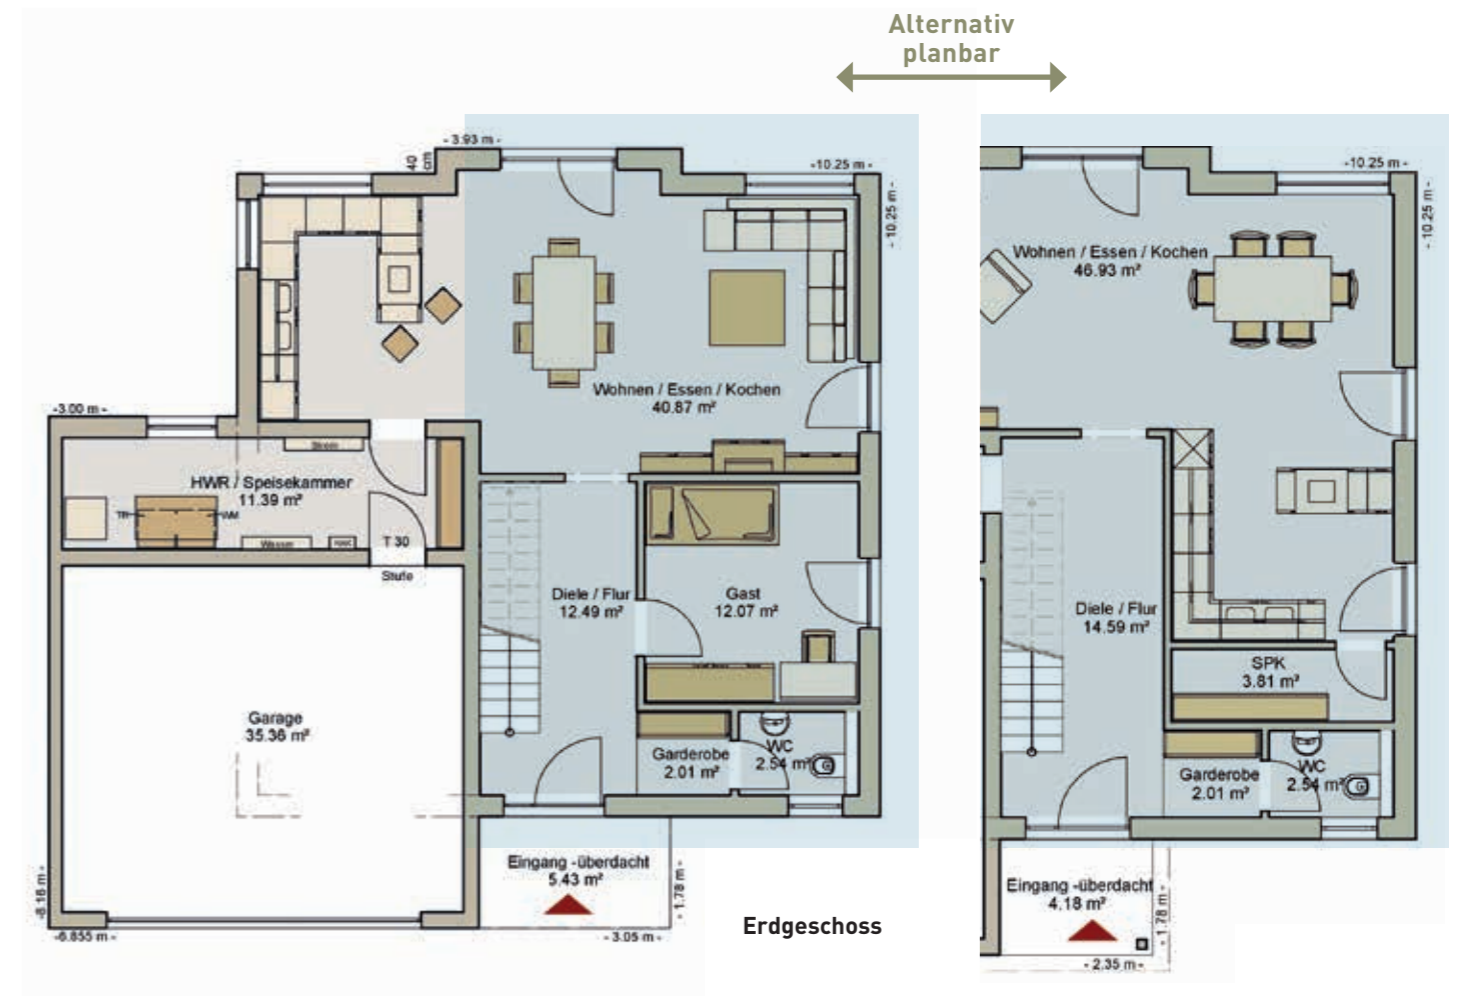 Alternativ
planbar
- 3.93 m -
40
cm
-10.25 m -
- 10.25 m -
Wohnen / Essen / Kochen
40.87 m²
-3.00 m -
Strom
HWR / Speisekammer
11.39 m²
TR
WM
Wasser
T 30
Stufe
Diele / Flur
12.49 m²
Gast
12.07 m²
Garage
35.36 m²
Garderobe
2.01 m²
WC
2.54 m²
Eingang -überdacht
5.43 m²
- 1.78 m -
-8.16 m -
-6.855 m -
- 3.05 m -
Erdgeschoss
-10.25 m -
- 10.25 m -
Wohnen / Essen / Kochen
46.93 m²
Diele / Flur
14.59 m²
SPK
3.81 m²
Garderobe
2.01 m²
WC
2.54 m²
Eingang -überdacht
4.18 m²
- 1.78 m -
- 2.35 m -